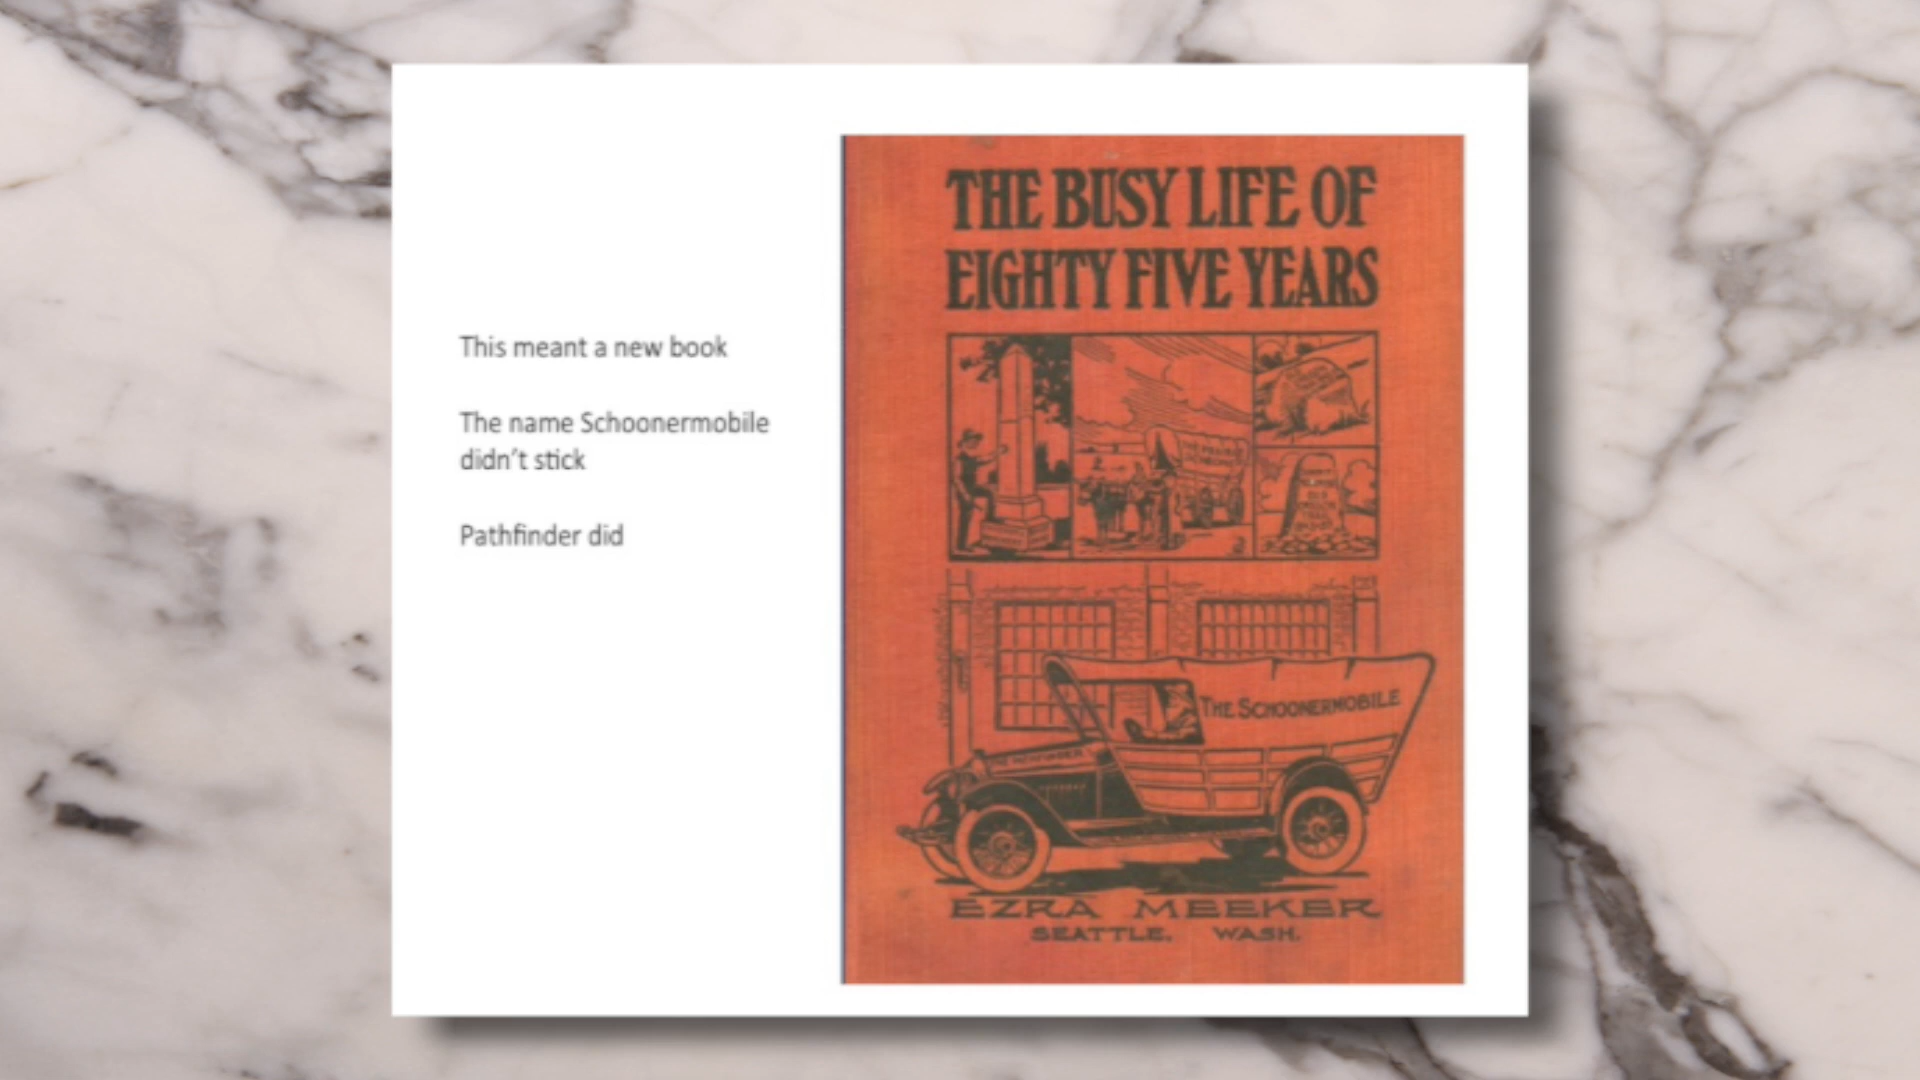 This meant a new book
The name Schoonermobile
didn't stick
Pathfinder did
THE BUSY LIFE OF
EIGHTY FIVE YEARS
THE SCHOONERMOBILE
EZRA MEEKER
SEATTLE. WASH.